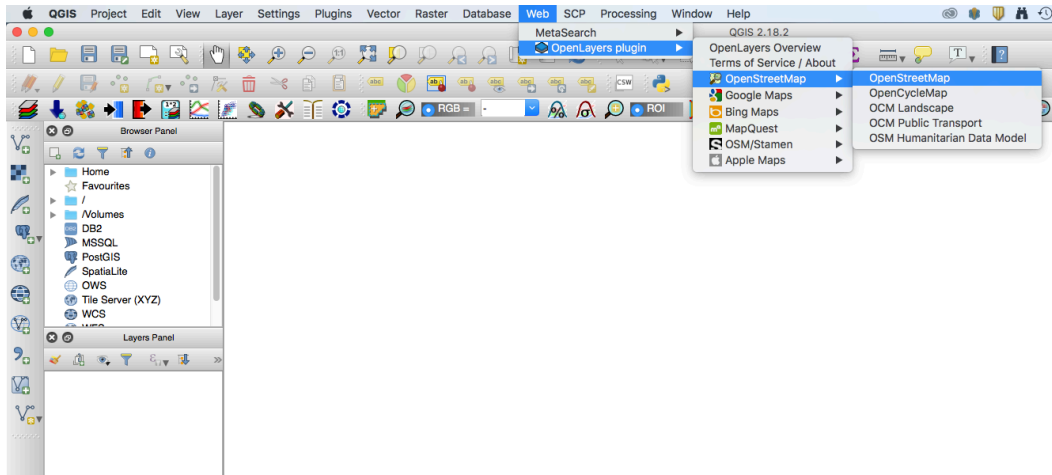 QGIS Project Edit View Layer Settings Plugins Vector Raster Database Web SCP Processing Window Help
QGIS 2.18.2
MetaSearch
OpenLayers plugin
OpenLayers Overview
Terms of Service / About
OpenStreetMap
Google Maps
Bing Maps
MapQuest
OSM/Stamen
Apple Maps
OpenStreetMap
OpenCycleMap
OCM Landscape
OCM Public Transport
OSM Humanitarian Data Model
abc
CSW
RGB =
-
ROI
Browser Panel
Home
Favourites
/
/Volumes
DB2
MSSQL
PostGIS
SpatiaLite
OWS
Tile Server (XYZ)
WCS
Layers Panel